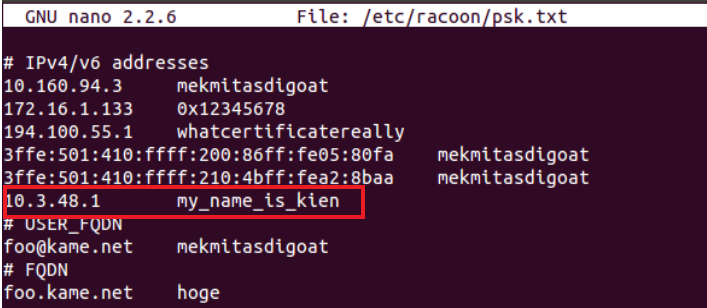 GNU nano 2.2.6 File: /etc/racoon/psk.txt
# IPv4/v6 addresses
10.160.94.3 mekmitasdigoat
172.16.1.133 0x12345678
194.100.55.1 whatcertificatereally
3ffe:501:410:ffff:200:86ff:fe05:80fa mekmitasdigoat
3ffe:501:410:ffff:210:4bff:fea2:8baa mekmitasdigoat
10.3.48.1 my_name_is_kien
# USER_FQDN
foo@kame.net mekmitasdigoat
# FQDN
foo.kame.net hoge